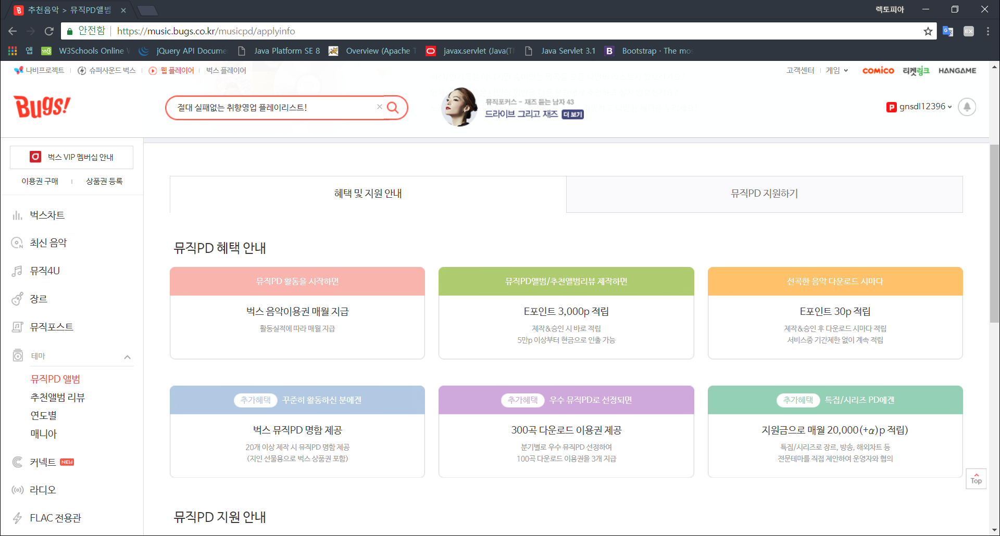 추천음악 > 뮤직PD앨범
렉토피아
안전함
https://music.bugs.co.kr/musicpd/applyinfo
EX
앱
w3
W3Schools Online
jQuery API Docume
Java Platform SE 8
Overview (Apache
javax.servlet (Java(T
Java Servlet 3.1
B
Bootstrap · The mos
나비프로젝트
슈퍼사운드 벅스
웹 플레이어
벅스 플레이어
고객센터
게임
COMICO
리켓링크
HANGAME
Bugs!
절대 실패없는 취향영업 플레이리스트!
뮤직포커스 - 재즈 듣는 남자 43
드라이브 그리고 재즈 더 보기
P gnsdl12396
벅스 VIP 멤버십 안내
이용권 구매
상품권 등록
벅스차트
최신 음악
뮤직4U
장르
뮤직포스트
테마
뮤직PD 앨범
추천앨범 리뷰
연도별
매니아
커넥트 NEW
라디오
FLAC 전용관
혜택 및 지원 안내
뮤직PD 지원하기
뮤직PD 혜택 안내
뮤직PD 활동을 시작하면
벅스 음악이용권 매월 지급
활동실적에 따라 매월 지급
뮤직PD앨범/추천앨범리뷰 제작하면
E포인트 3,000p 적립
제작&승인 시 바로 적립
5만p 이상부터 현금으로 인출 가능
선곡한 음악 다운로드 시마다
E포인트 30p 적립
제작&승인 후 다운로드 시마다 적립
서비스중 기간제한 없이 계속 적립
추가혜택 꾸준히 활동하신 분에겐
벅스 뮤직PD 명함 제공
20개 이상 제작 시 뮤직PD 명함 제공
(지인 선물용으로 벅스 상품권 포함)
추가혜택 우수 뮤직PD로 선정되면
300곡 다운로드 이용권 제공
분기별로 우수 뮤직PD 선정하여
100곡 다운로드 이용권을 3개 지급
추가혜택 특집/시리즈 PD에겐
지원금으로 매월 20,000(+α)p 적립)
특집/시리즈로 장르, 방송, 해외차트 등
전문테마를 직접 제안하여 운영자와 협의
Top
뮤직PD 지원 안내